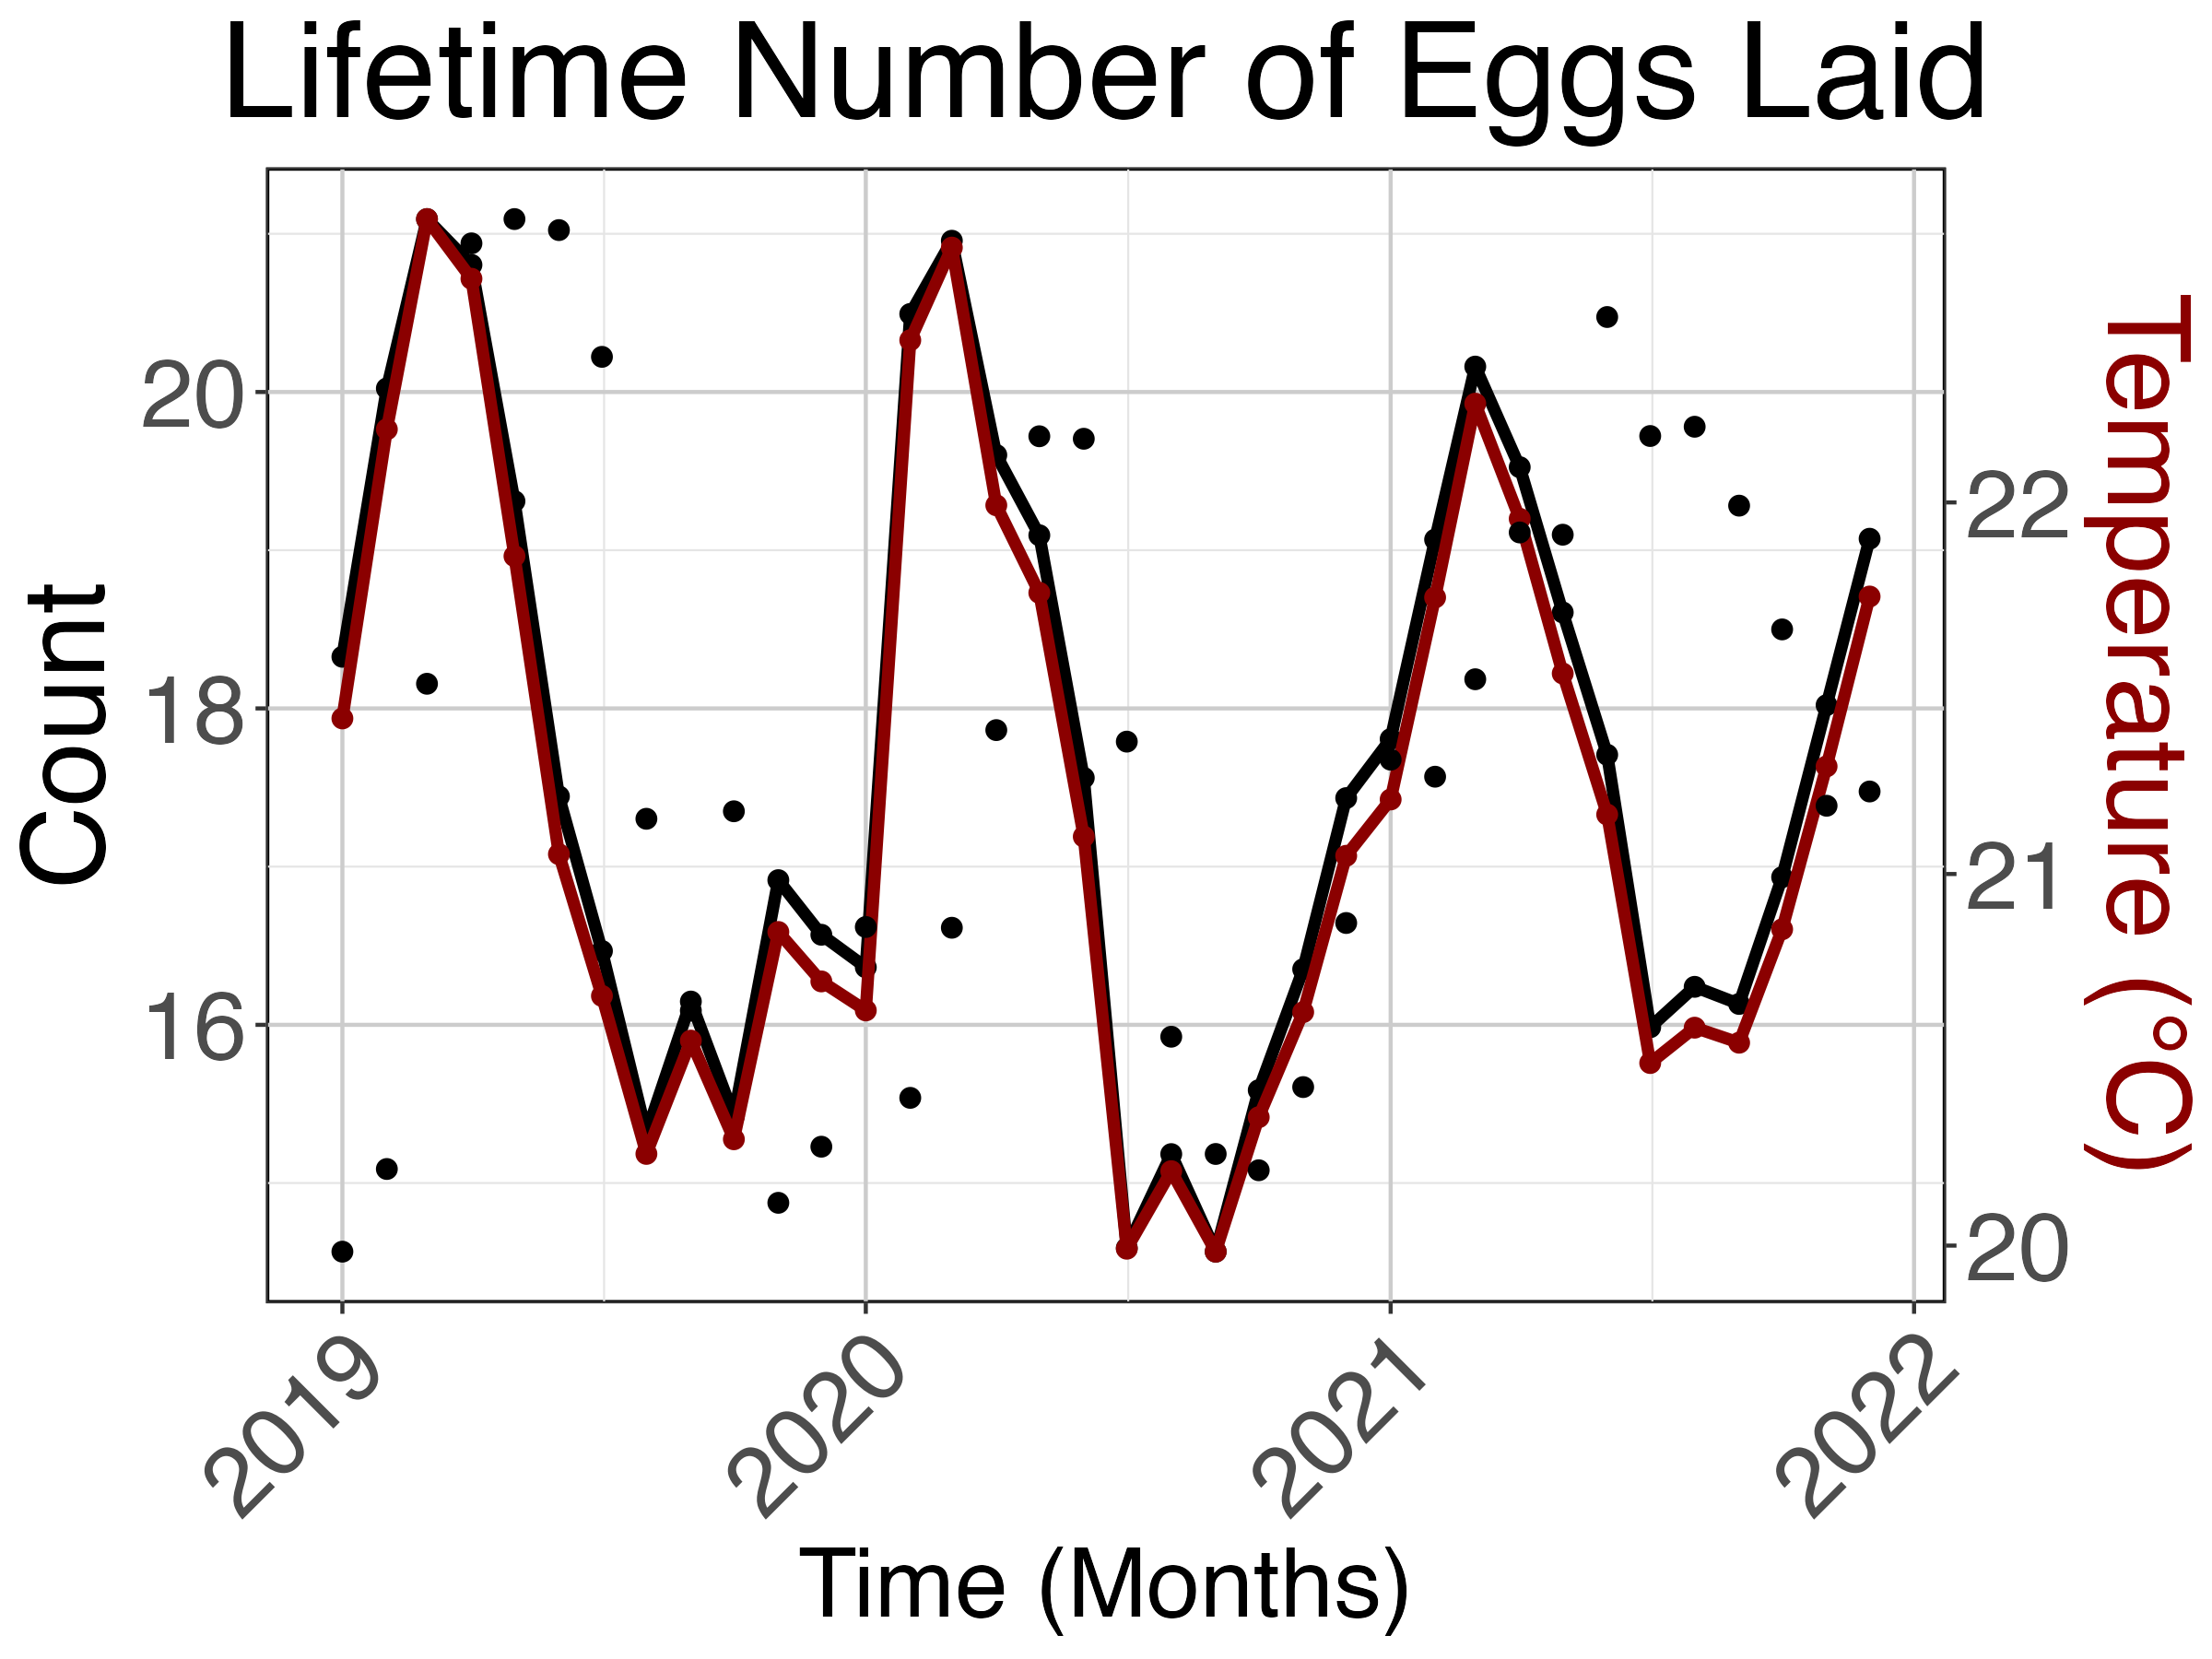 Lifetime Number of Eggs Laid
Count
20
18
16
22
21
20
Temperature (°C)
2019
2020
2021
2022
Time (Months)